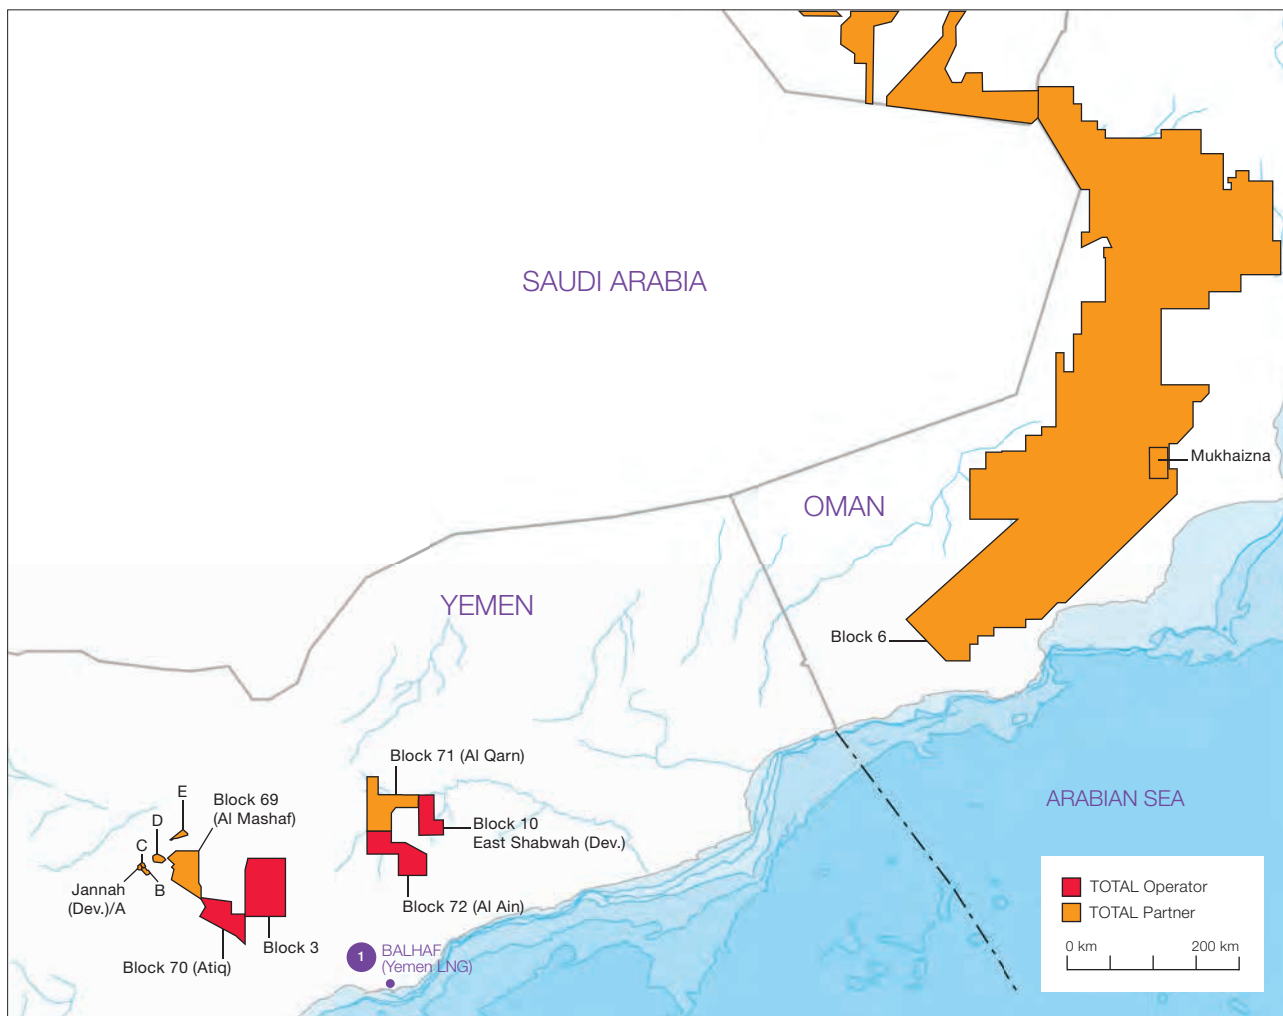 SAUDI ARABIA
Mukhaizna
OMAN
YEMEN
Block 6
Block 71 (Al Qarn)
ARABIAN SEA
E
Block 69
(Al Mashaf)
D
Block 10
East Shabwah (Dev.)
C
Jannah
(Dev.)/A
B
Block 72 (Al Ain)
Block 3
Block 70 (Atiq)
1
BALHAF
(Yemen LNG)
TOTAL Operator
TOTAL Partner
0 km
200 km